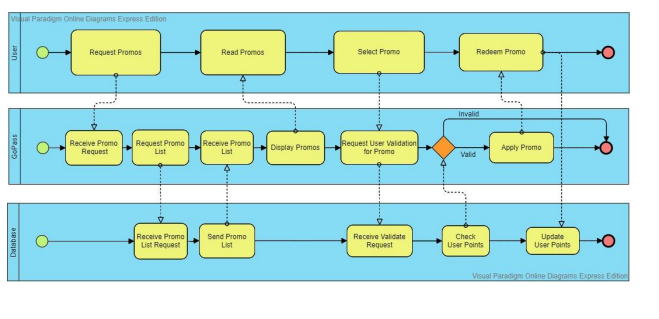 Visual Paradigm Online Diagrams Express Edition
User
Request Promos
Read Promos
Select Promo
Redeem Promo
GoPass
Receive Promo
Request
Request Promo
List
Receive Promo
List
Display Promos
Request User Validation
for Promo
Invalid
Valid
Apply Promo
Database
Receive Promo
List Request
Send Promo
List
Receive Validate
Request
Check
User Points
Update
User Points
Visual Paradigm Online Diagrams Express Edition